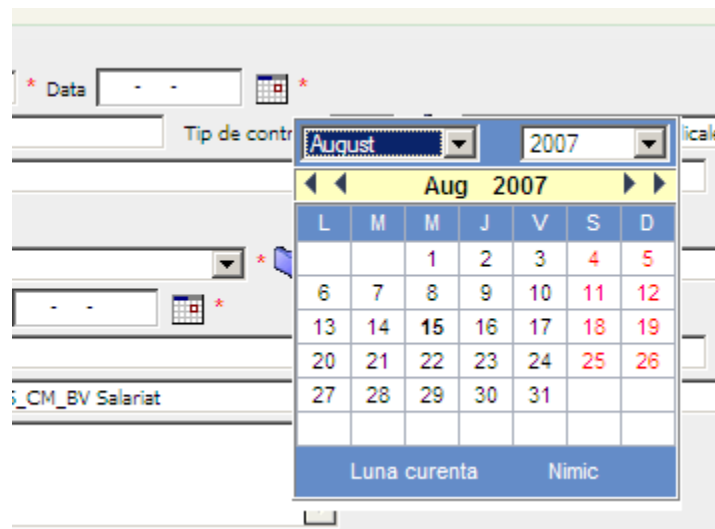 * Data - - *
Tip de contr
icale
August 2007
Aug 2007
L M M J V S D
1 2 3 4 5
6 7 8 9 10 11 12
13 14 15 16 17 18 19
20 21 22 23 24 25 26
27 28 29 30 31
Luna curenta Nimic
*
- - *
S_CM_BV Salariat